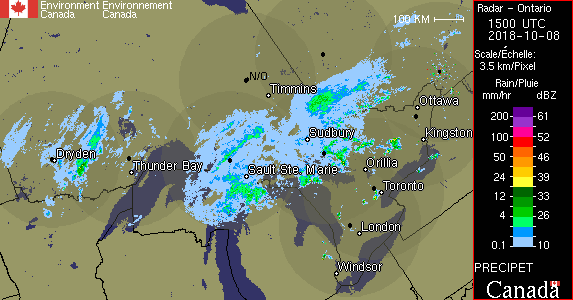 Environment Environnement
Canada Canada
100 KM
N/O
Timmins
Ottawa
Sudbury
Kingston
Dryden
Thunder Bay
Sault Ste. Marie
Orillia
Toronto
London
Windsor
Radar - Ontario
1500 UTC
2018-10-08
Scale/Échelle:
3.5 km/Pixel
Rain/Pluie
mm/hr dBZ
200 61
100 52
50 46
24 39
12 33
4 26
0.1 10
PRECIPET
Canada